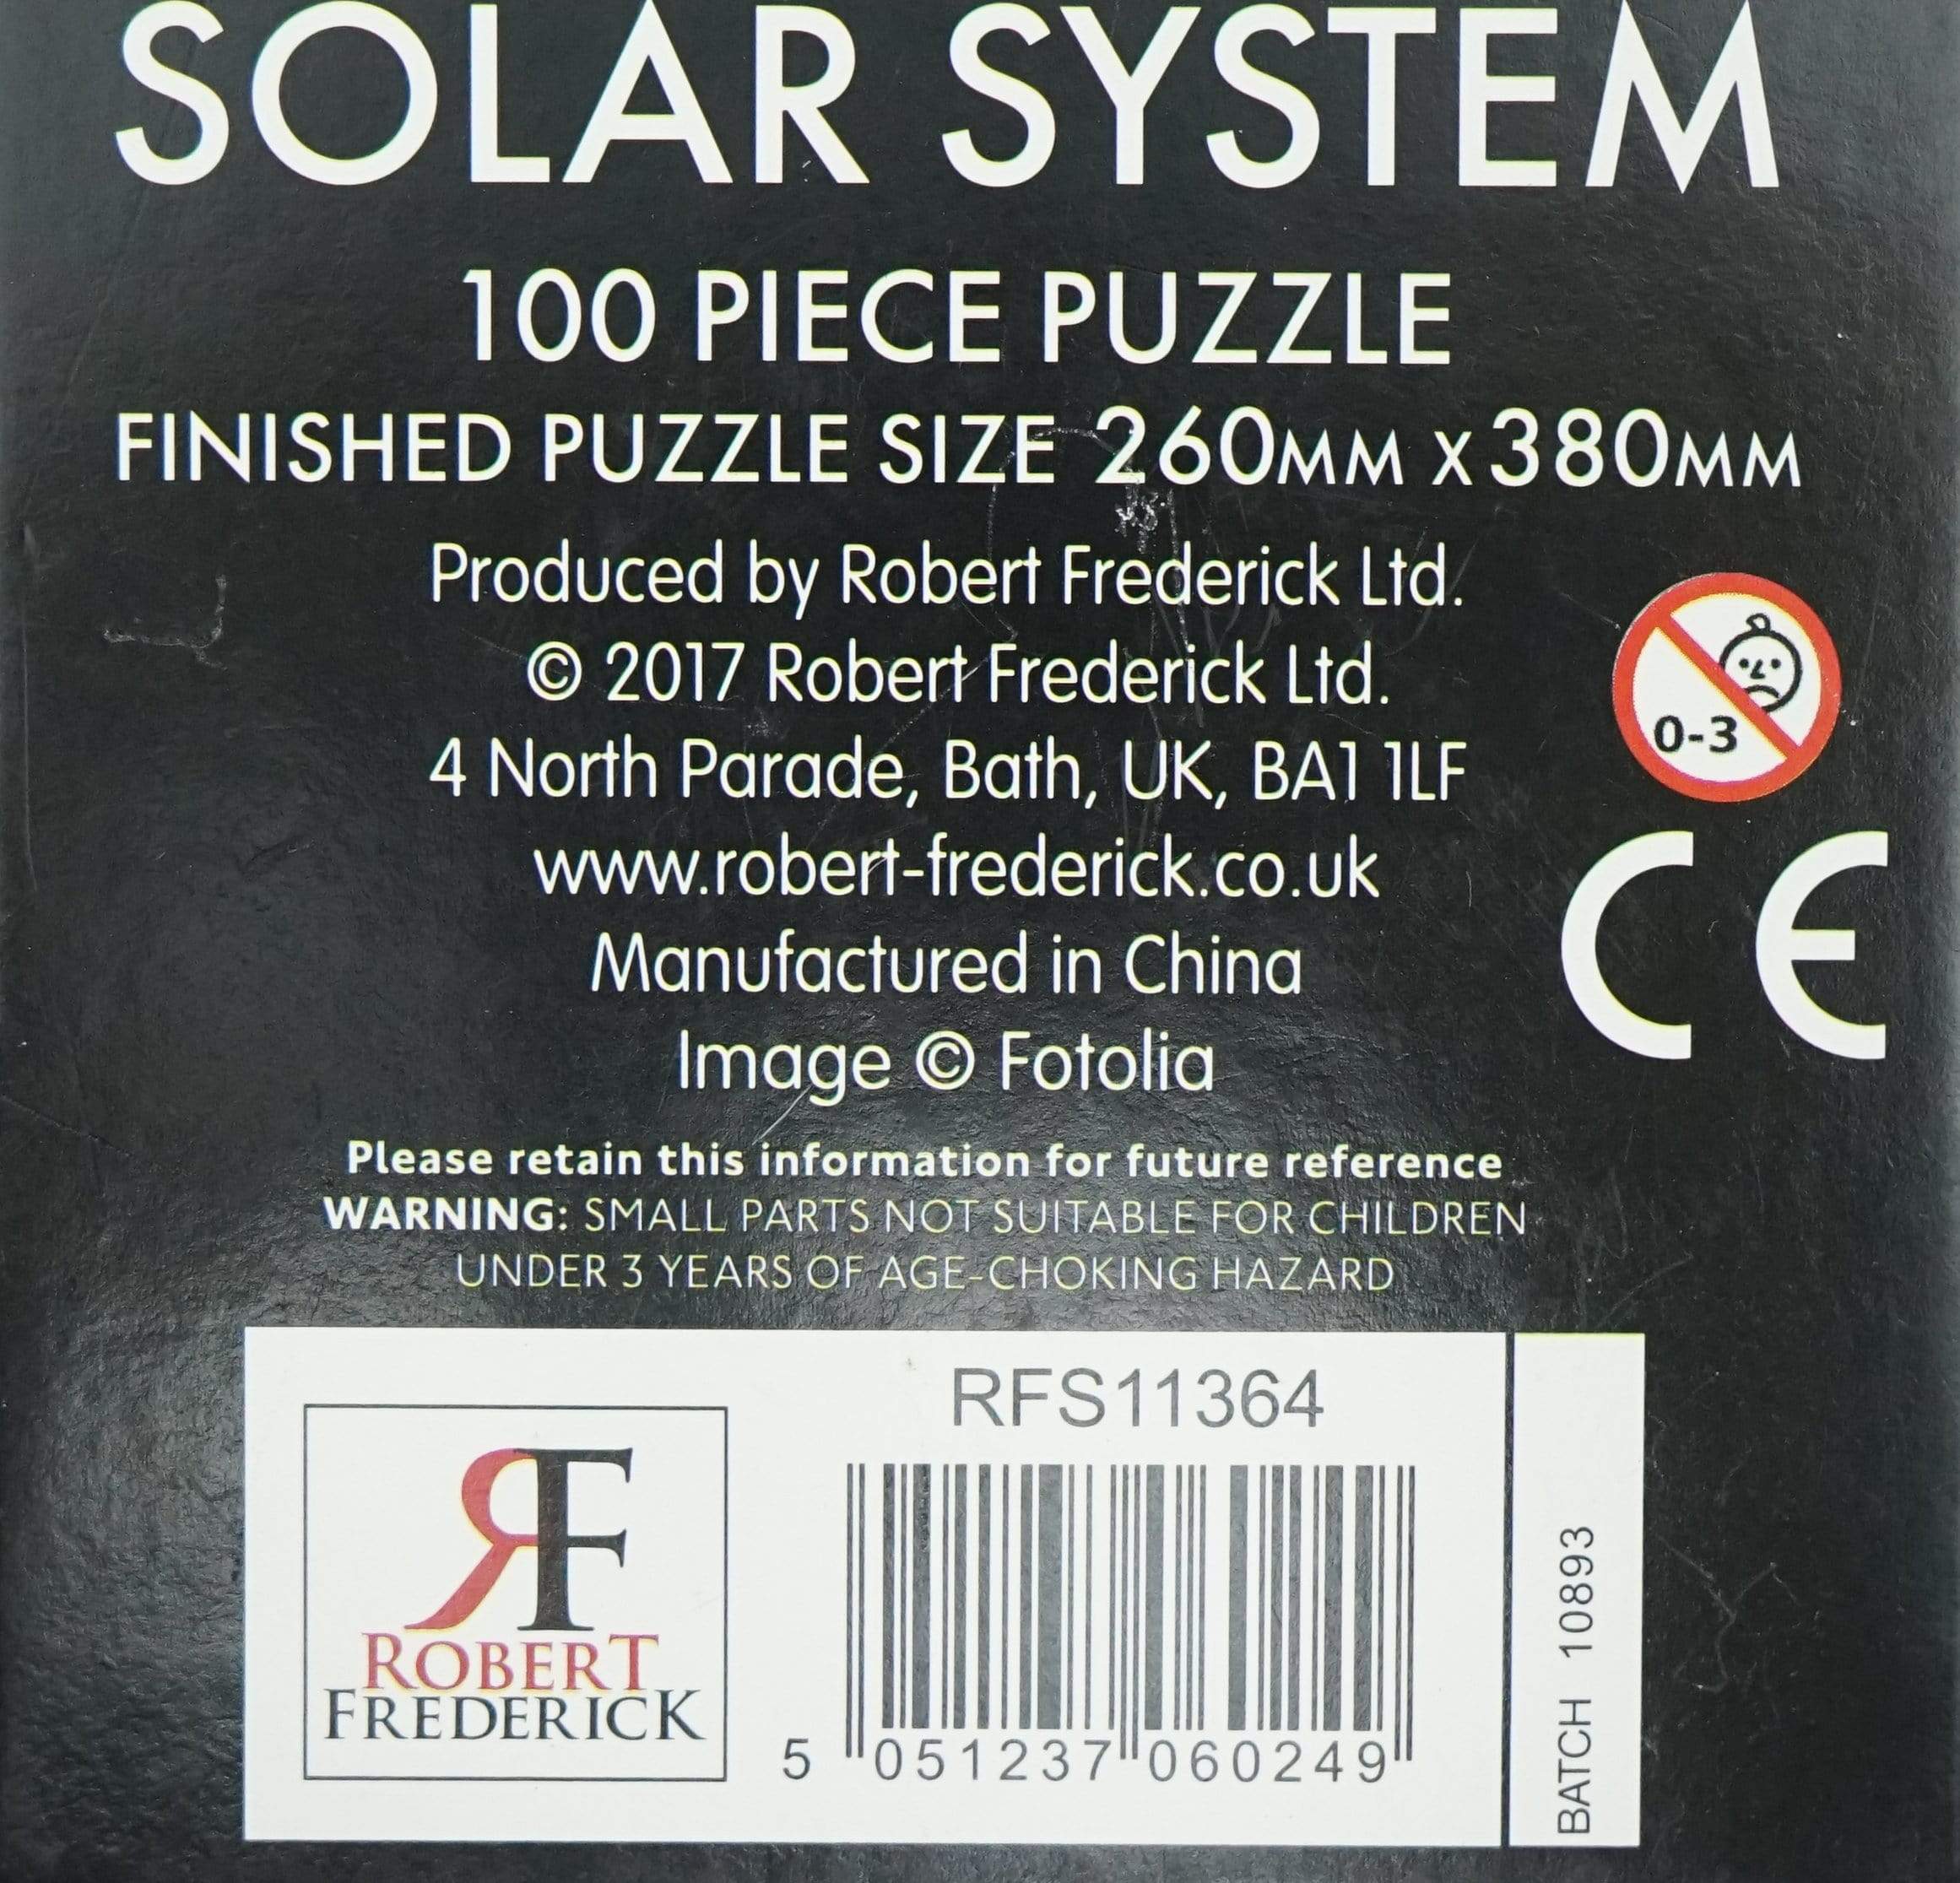 SOLAR SYSTEM
100 PIECE PUZZLE
FINISHED PUZZLE SIZE 260MM X 380MM
Produced by Robert Frederick Ltd.
© 2017 Robert Frederick Ltd.
4 North Parade, Bath, UK, BA1 1LF
www.robert-frederick.co.uk
Manufactured in China
Image © Fotolia
0-3
CE
Please retain this information for future reference
WARNING: SMALL PARTS NOT SUITABLE FOR CHILDREN
UNDER 3 YEARS OF AGE-CHOKING HAZARD
RF
ROBERT
FREDERICK
RFS11364
5 051237 060249
BATCH 10893